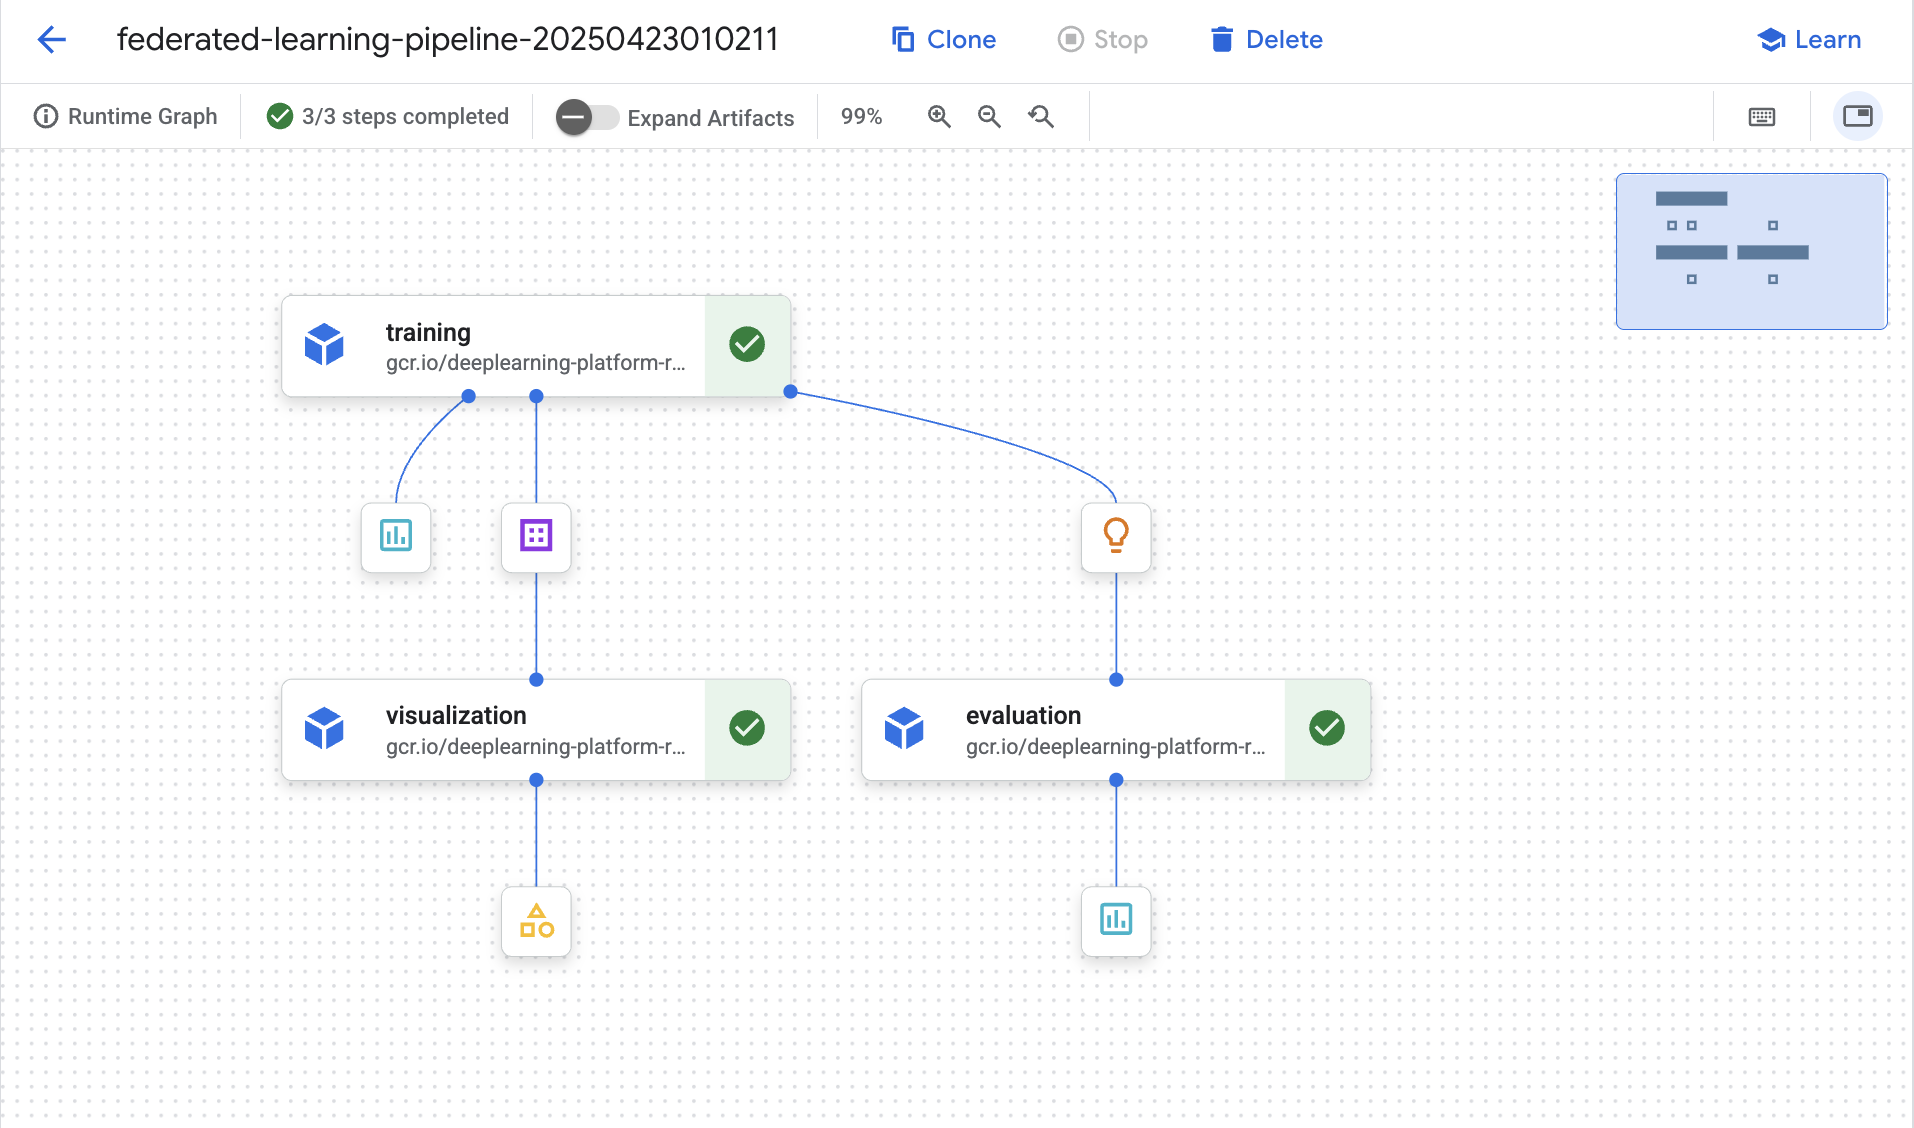 federated-learning-pipeline-20250423010211
Clone
Stop
Delete
Learn
Runtime Graph
3/3 steps completed
Expand Artifacts
99%
training
gcr.io/deeplearning-platform-r...
visualization
gcr.io/deeplearning-platform-r...
evaluation
gcr.io/deeplearning-platform-r...